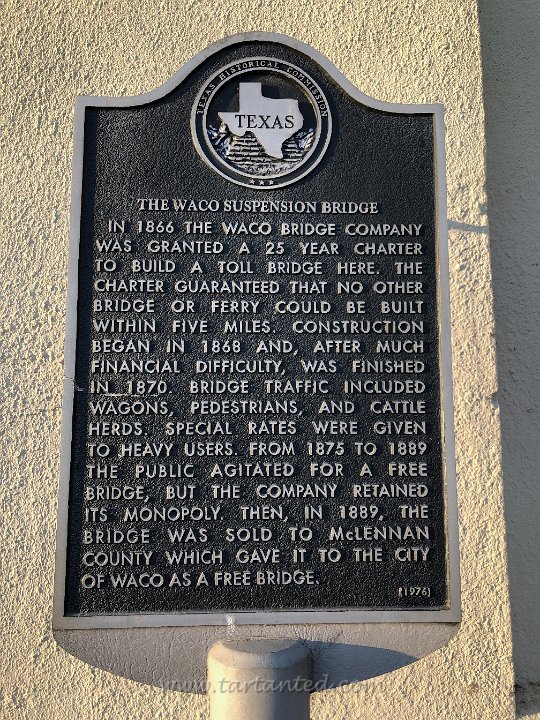 TEXAS HISTORICAL COMMISSION
TEXAS
THE WACO SUSPENSION BRIDGE
IN 1866 THE WACO BRIDGE COMPANY
WAS GRANTED A 25 YEAR CHARTER
TO BUILD A TOLL BRIDGE HERE. THE
CHARTER GUARANTEED THAT NO OTHER
BRIDGE OR FERRY COULD BE BUILT
WITHIN FIVE MILES. CONSTRUCTION
BEGAN IN 1868 AND, AFTER MUCH
FINANCIAL DIFFICULTY, WAS FINISHED
IN 1870. BRIDGE TRAFFIC INCLUDED
WAGONS, PEDESTRIANS, AND CATTLE
HERDS. SPECIAL RATES WERE GIVEN
TO HEAVY USERS. FROM 1875 TO 1889
THE PUBLIC AGITATED FOR A FREE
BRIDGE, BUT THE COMPANY RETAINED
ITS MONOPOLY. THEN, IN 1889, THE
BRIDGE WAS SOLD TO McLENNAN
COUNTY WHICH GAVE IT TO THE CITY
OF WACO AS A FREE BRIDGE.
(1976)
www.tartanted.com